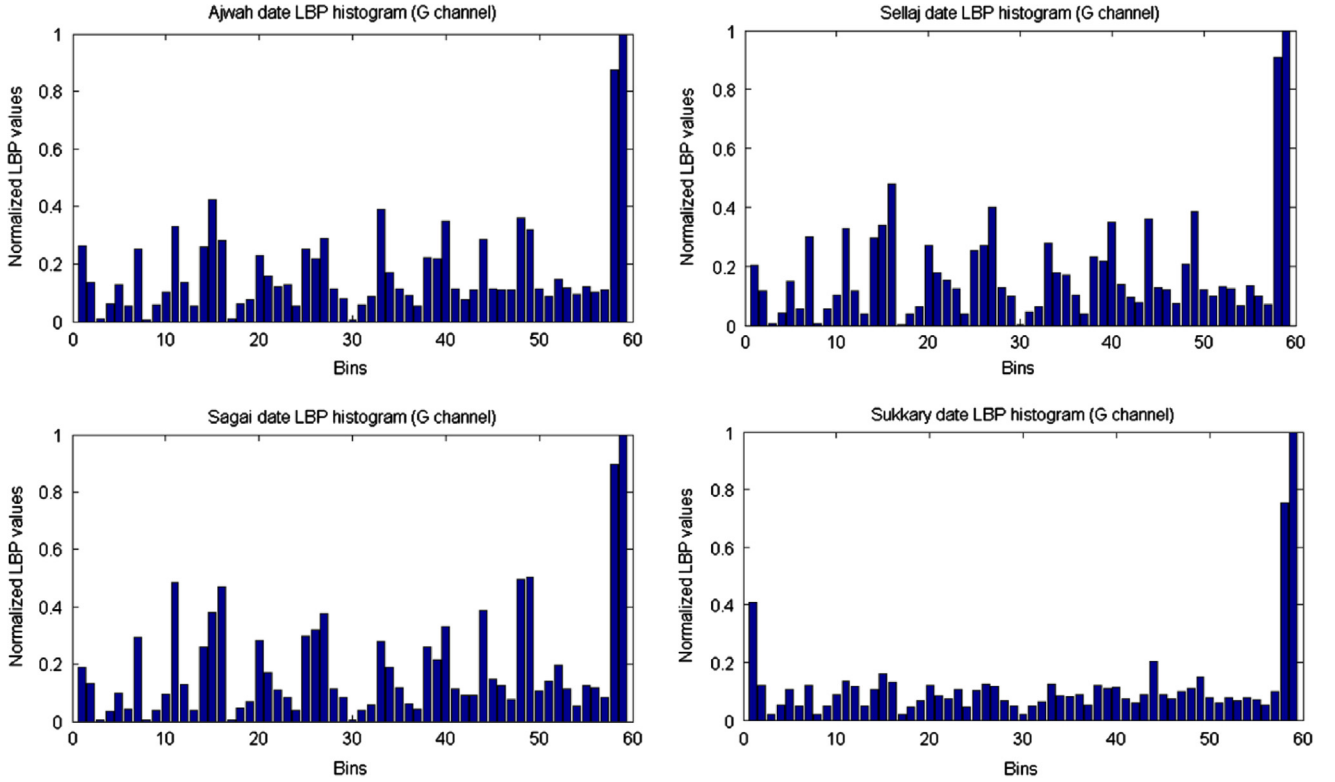 Ajwah date LBP histogram (G channel)
Normalized LBP values
1
0.8
0.6
0.4
0.2
0
0 10 20 30 40 50 60
Bins
Sellaj date LBP histogram (G channel)
Normalized LBP values
1
0.8
0.6
0.4
0.2
0
0 10 20 30 40 50 60
Bins
Sagai date LBP histogram (G channel)
Normalized LBP values
1
0.8
0.6
0.4
0.2
0
0 10 20 30 40 50 60
Bins
Sukkary date LBP histogram (G channel)
Normalized LBP values
1
0.8
0.6
0.4
0.2
0
0 10 20 30 40 50 60
Bins